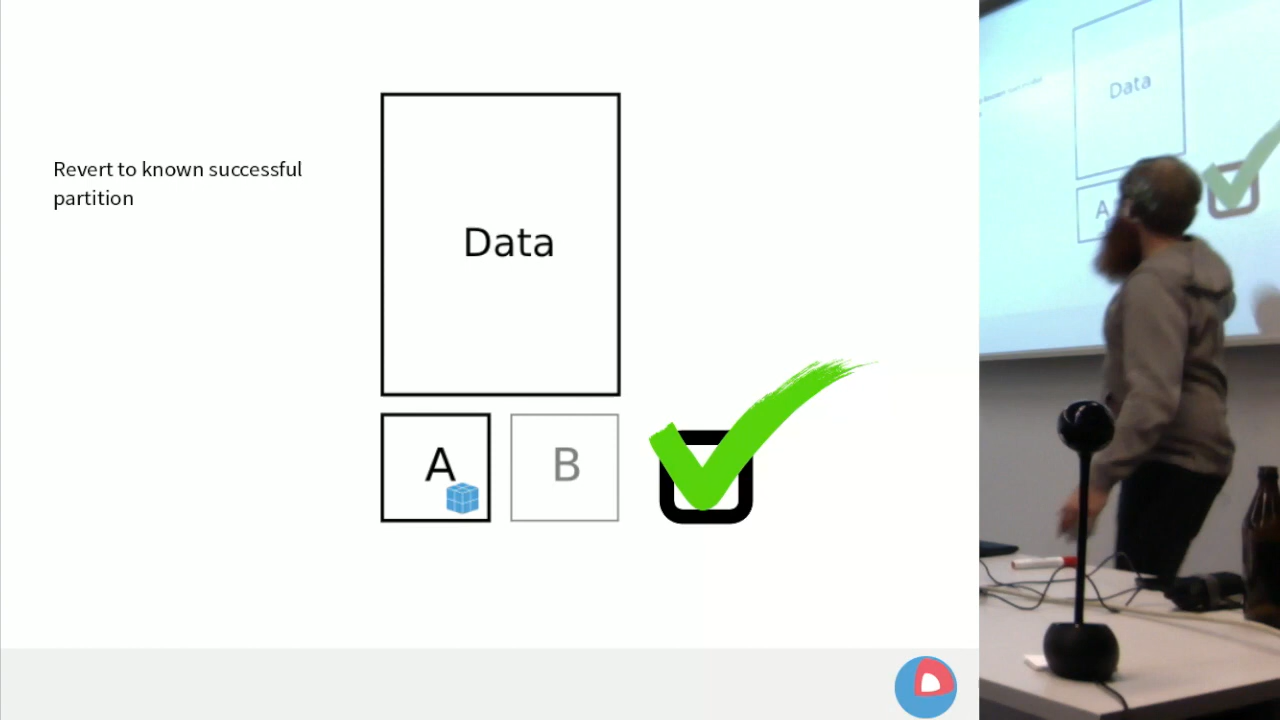 Revert to known successful
partition
Data
A
B
Data
A